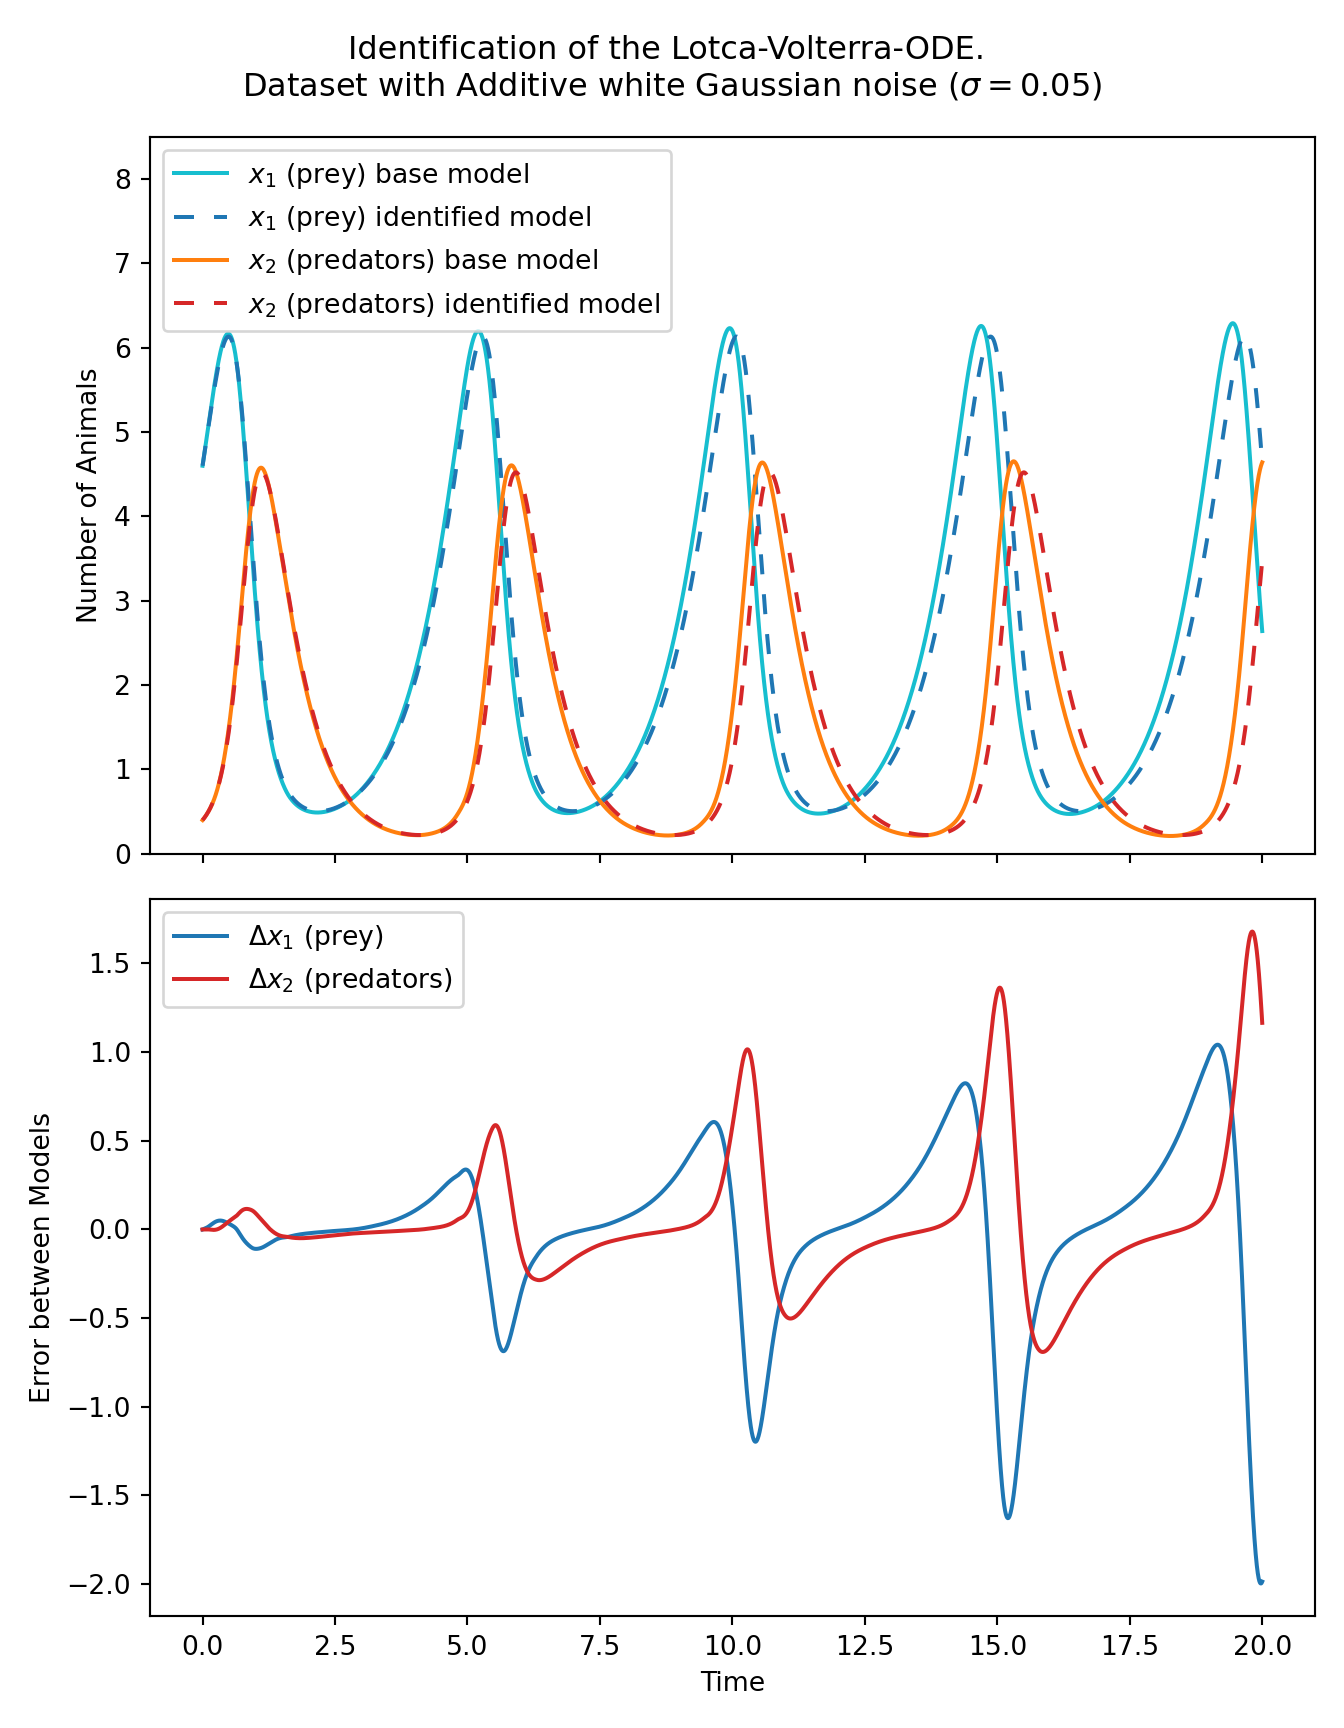 Identification of the Lotca-Volterra-ODE.
Dataset with Additive white Gaussian noise (σ = 0.05)
x₁ (prey) base model
x₁ (prey) identified model
x₂ (predators) base model
x₂ (predators) identified model
Number of Animals
8
7
6
5
4
3
2
1
0
Δx₁ (prey)
Δx₂ (predators)
Error between Models
1.5
1.0
0.5
0.0
−0.5
−1.0
−1.5
−2.0
0.0 2.5 5.0 7.5 10.0 12.5 15.0 17.5 20.0
Time